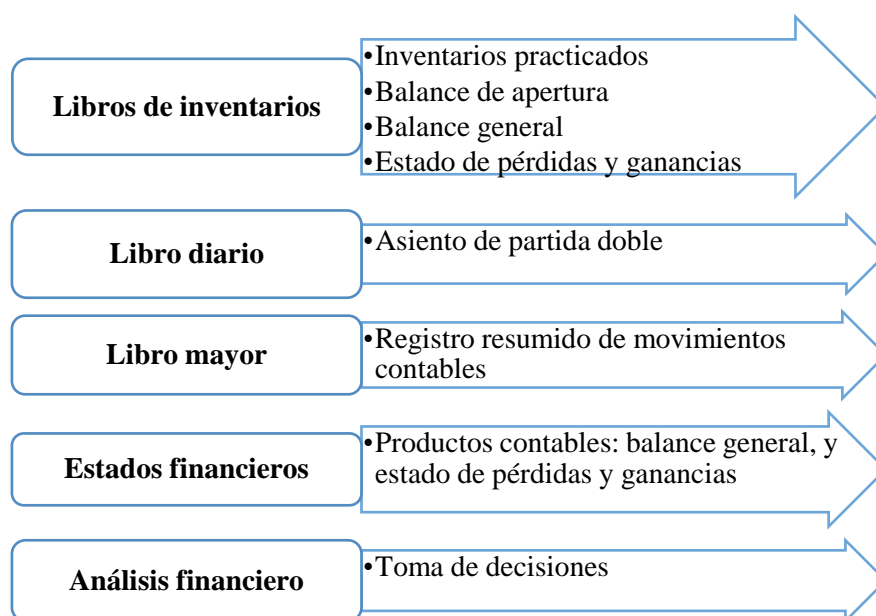 Libros de inventarios
•Inventarios practicados
•Balance de apertura
•Balance general
•Estado de pérdidas y ganancias
Libro diario
•Asiento de partida doble
Libro mayor
•Registro resumido de movimientos
contables
Estados financieros
•Productos contables: balance general, y
estado de pérdidas y ganancias
Análisis financiero
•Toma de decisiones